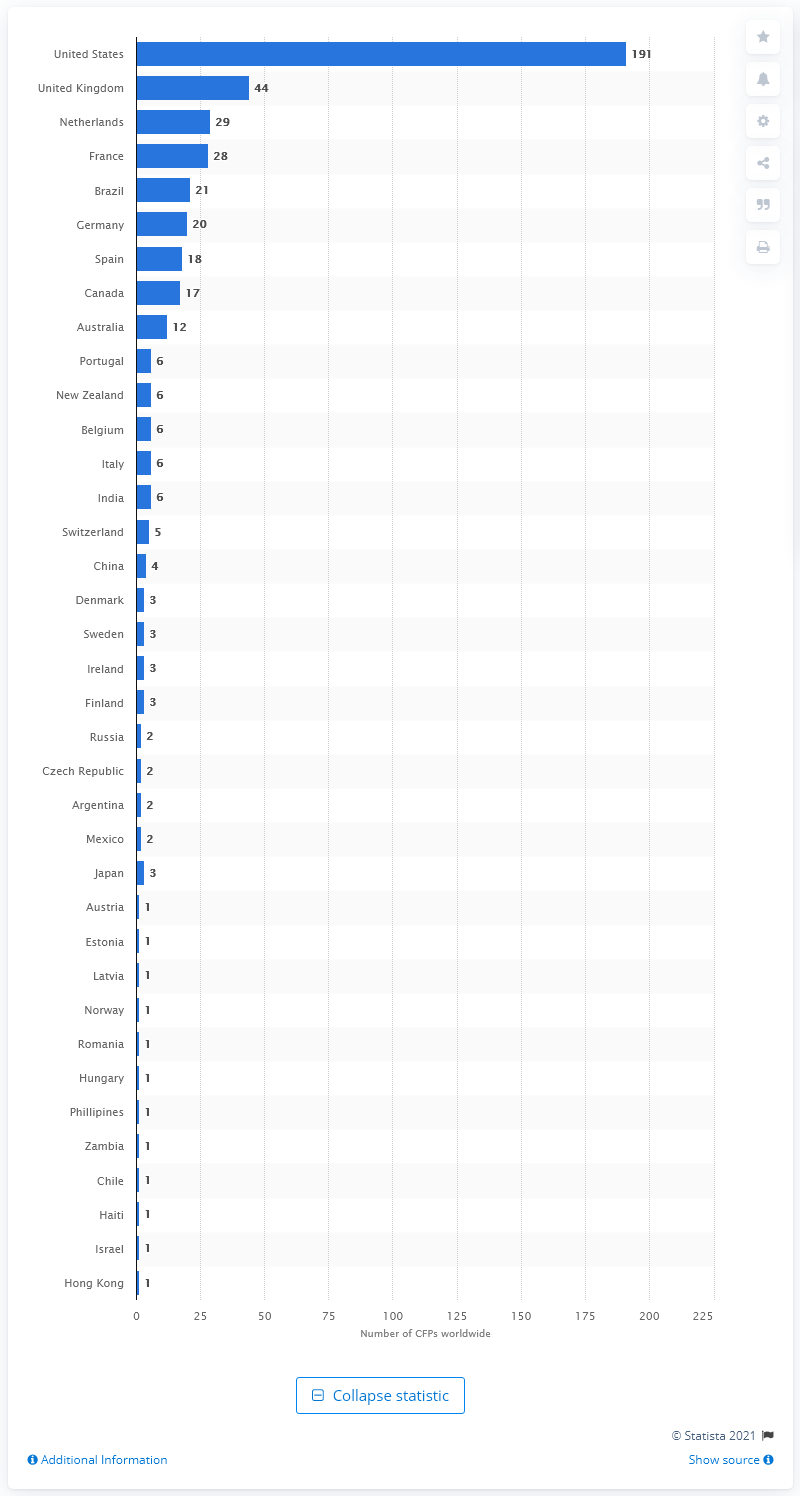 United States 191
United Kingdom 44
Netherlands 29
France 28
Brazil 21
Germany 20
Spain 18
Canada 17
Australia 12
Portugal 6
New Zealand 6
Belgium 6
Italy 6
India 6
Switzerland 5
China 4
Denmark 3
Sweden 3
Ireland 3
Finland 3
Russia 2
Czech Republic 2
Argentina 2
Mexico 2
Japan 3
Austria 1
Estonia 1
Latvia 1
Norway 1
Romania 1
Hungary 1
Phillipines 1
Zambia 1
Chile 1
Haiti 1
Israel 1
Hong Kong 1
0 25 50 75 100 125 150 175 200 225
Number of CFPs worldwide
Collapse statistic
© Statista 2021
Additional Information Show source